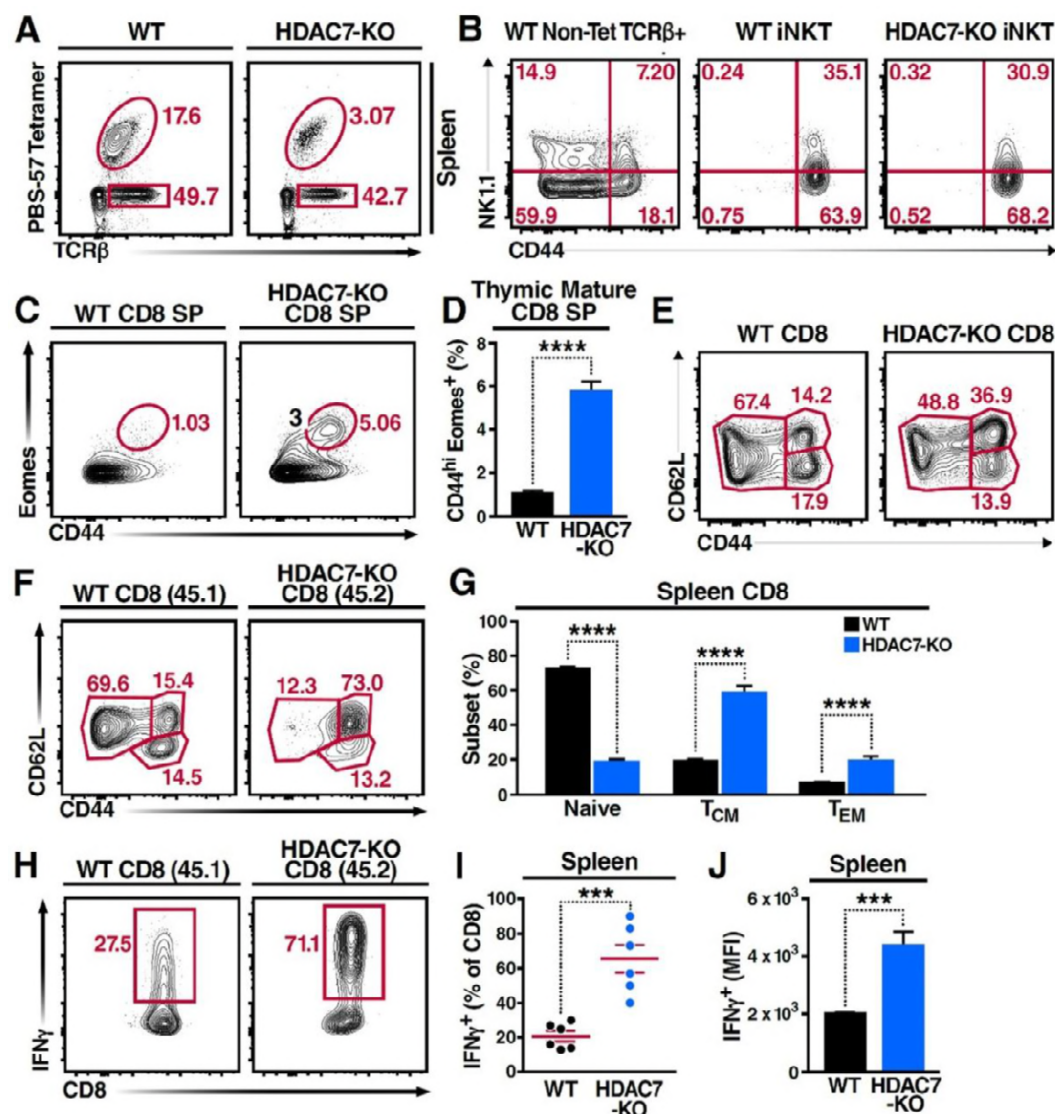 A
WT
HDAC7-KO
PBS-57 Tetramer
17.6
49.7
3.07
42.7
TCRβ
Spleen
B
WT Non-Tet TCRβ+
WT iNKT
HDAC7-KO iNKT
14.9
7.20
59.9
18.1
0.24
35.1
0.75
63.9
0.32
30.9
0.52
68.2
NK1.1
CD44
C
WT CD8 SP
HDAC7-KO
CD8 SP
1.03
3
5.06
Eomes
CD44
D
Thymic Mature
CD8 SP
CD44hi Eomes+ (%)
8
6
4
2
0
****
WT
HDAC7
-KO
E
WT CD8
HDAC7-KO CD8
67.4
14.2
17.9
48.8
36.9
13.9
CD62L
CD44
F
WT CD8 (45.1)
HDAC7-KO
CD8 (45.2)
69.6
15.4
14.5
12.3
73.0
13.2
CD62L
CD44
G
Spleen CD8
WT
HDAC7-KO
Subset (%)
100
80
60
40
20
0
****
****
****
Naive
TCM
TEM
H
WT CD8 (45.1)
HDAC7-KO
CD8 (45.2)
27.5
71.1
IFNγ
CD8
I
Spleen
IFNγ+ (% of CD8)
100
80
60
40
20
0
***
WT
HDAC7
-KO
J
Spleen
IFNγ+ (MFI)
6 x 10³
4 x 10³
2 x 10³
0
***
WT
HDAC7
-KO